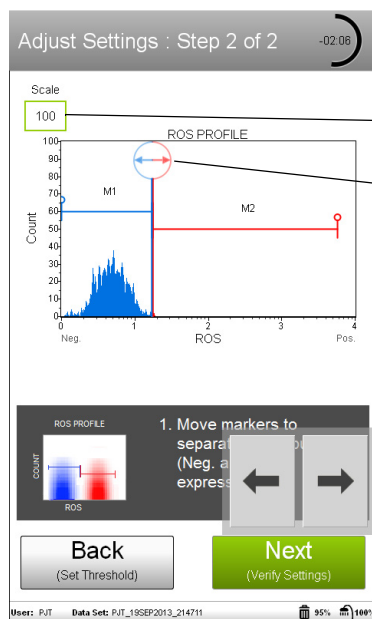 Adjust Settings : Step 2 of 2
-02:06
Scale
100
ROS PROFILE
100
90
80
70
60
50
40
30
20
10
0
Count
M1
M2
0
1
2
3
4
Neg.
ROS
Pos.
ROS PROFILE
COUNT
ROS
1. Move markers to
(Neg. a
express
Back
(Set Threshold)
Next
(Verify Settings)
User: PJT
Data Set: PJT_19SEP2013_214711
95%
100%